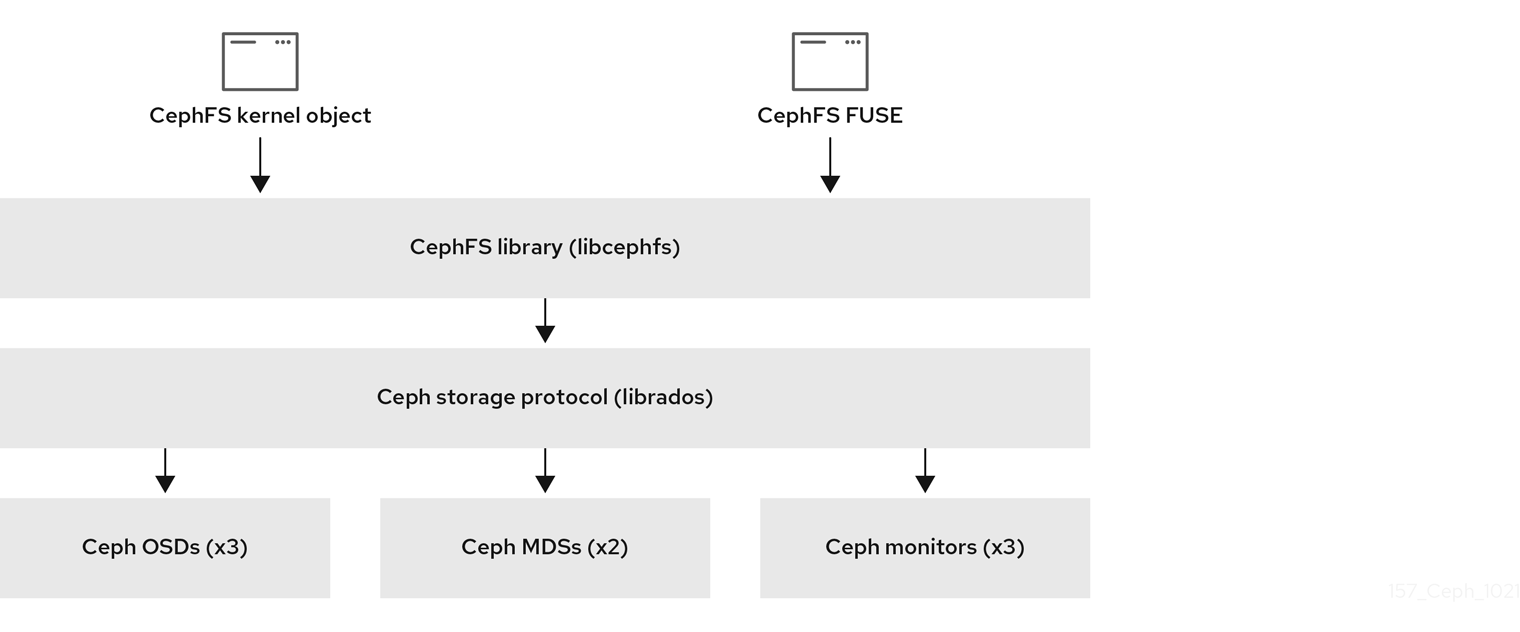 CephFS kernel object
CephFS FUSE
CephFS library (libcephfs)
Ceph storage protocol (librados)
Ceph OSDs (x3)
Ceph MDSs (x2)
Ceph monitors (x3)
157_Ceph_1021